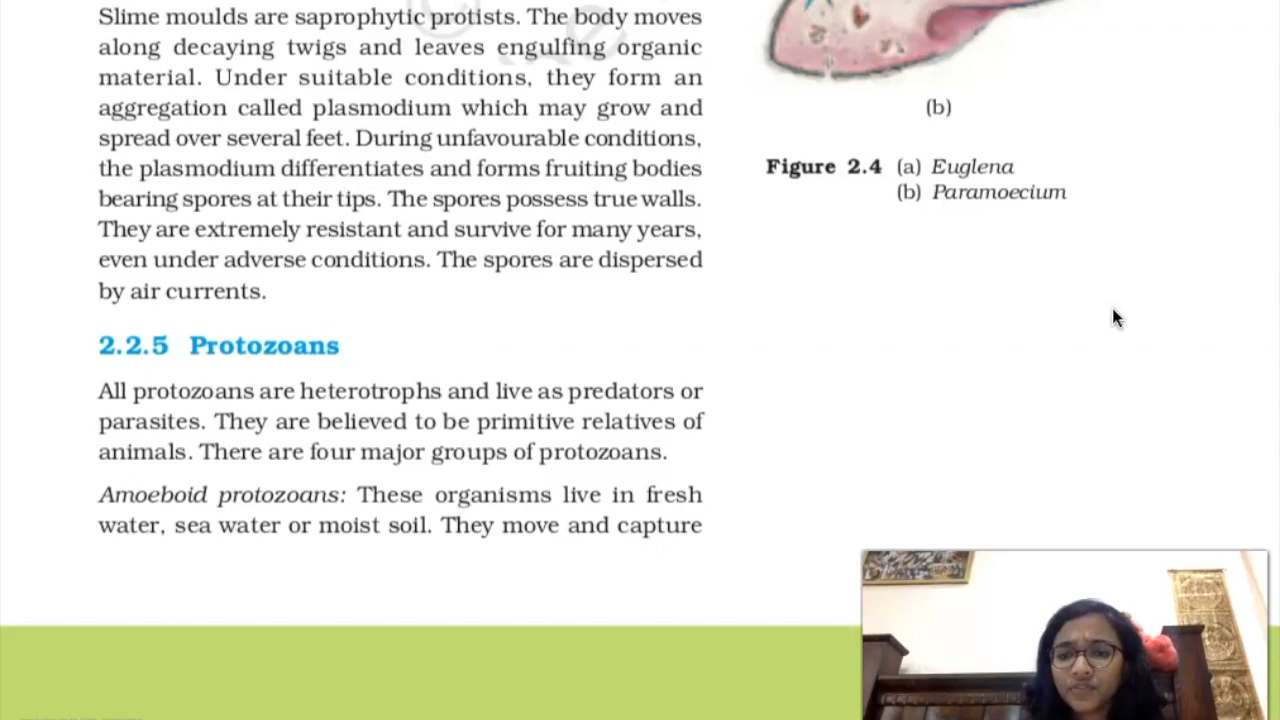 Slime moulds are saprophytic protists. The body moves
along decaying twigs and leaves engulfing organic
material. Under suitable conditions, they form an
aggregation called plasmodium which may grow and
spread over several feet. During unfavourable conditions,
the plasmodium differentiates and forms fruiting bodies
bearing spores at their tips. The spores possess true walls.
They are extremely resistant and survive for many years,
even under adverse conditions. The spores are dispersed
by air currents.
2.2.5 Protozoans
All protozoans are heterotrophs and live as predators or
parasites. They are believed to be primitive relatives of
animals. There are four major groups of protozoans.
Amoeboid protozoans: These organisms live in fresh
water, sea water or moist soil. They move and capture
(b)
Figure 2.4 (a) Euglena
(b) Paramoecium